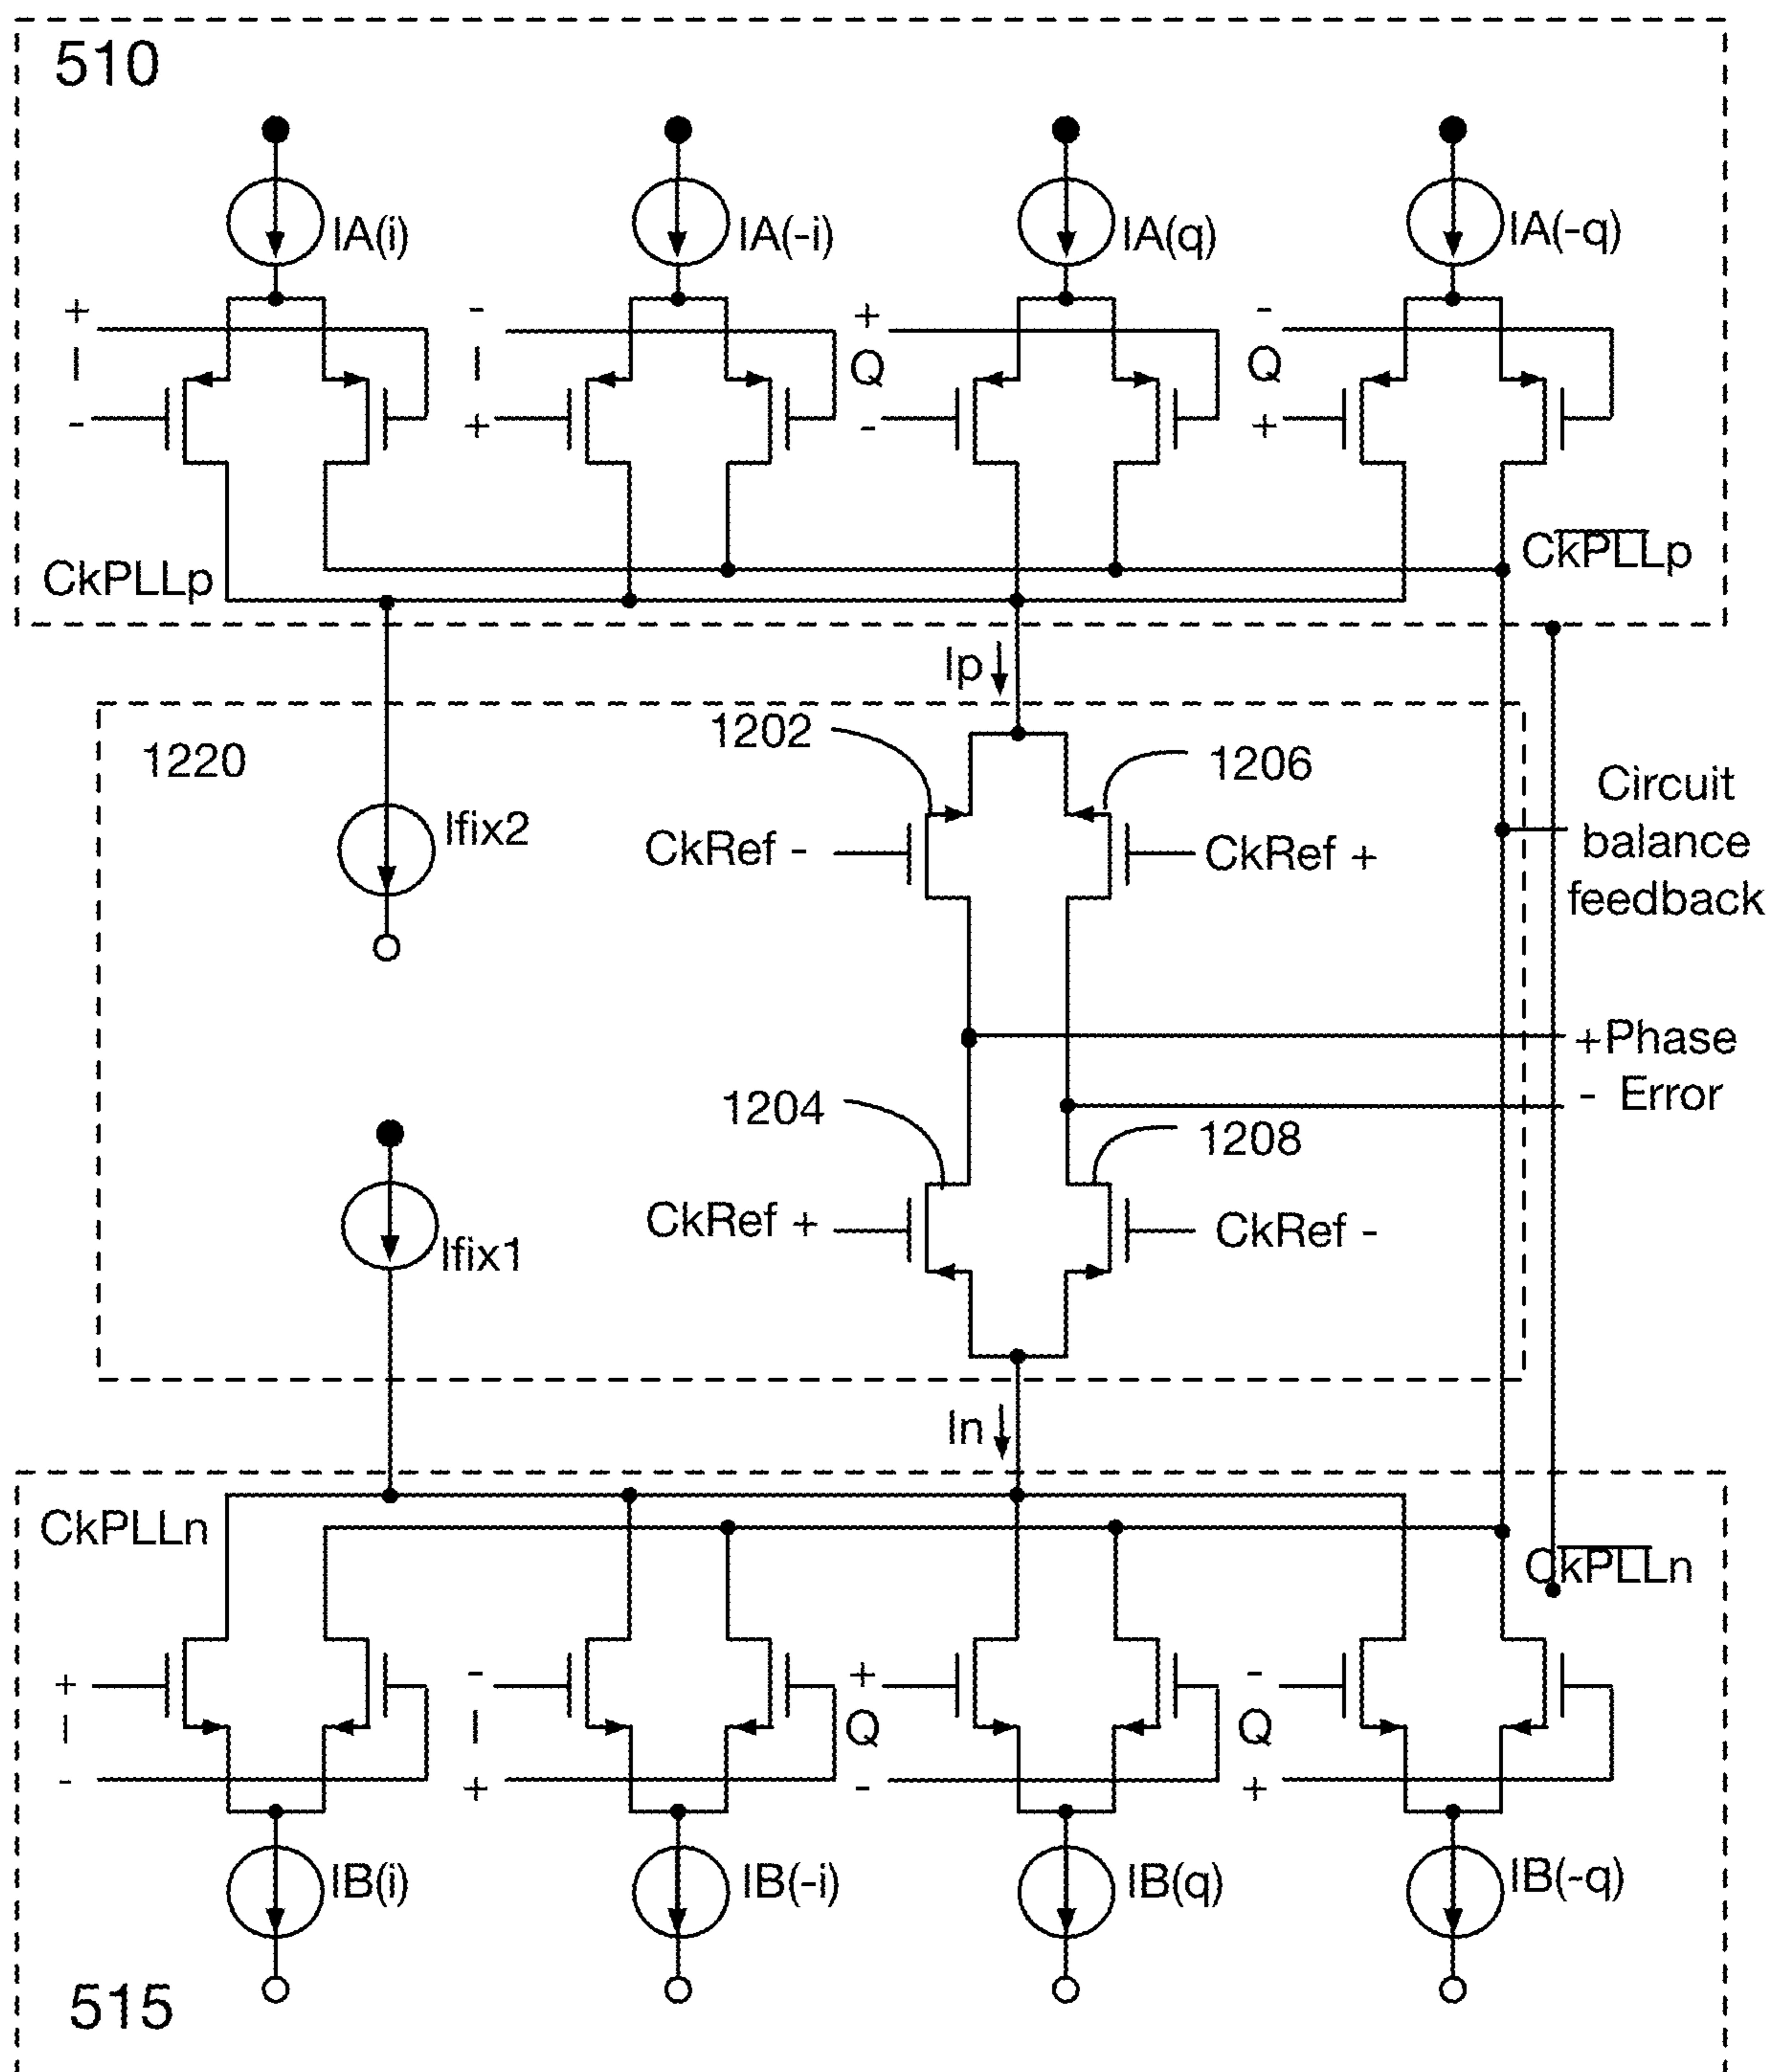 510
IA(i)
IA(-i)
IA(q)
IA(-q)
+
I
-
-
I
+
+
Q
-
-
Q
+
CkPLLp
CkPLLp
Ip
1220
1202
1206
Ifix2
CkRef -
CkRef +
Circuit
balance
feedback
+Phase
- Error
1204
1208
Ifix1
CkRef +
CkRef -
In
CkPLLn
CkPLLn
+
I
-
-
I
+
+
Q
-
-
Q
+
IB(i)
IB(-i)
IB(q)
IB(-q)
515